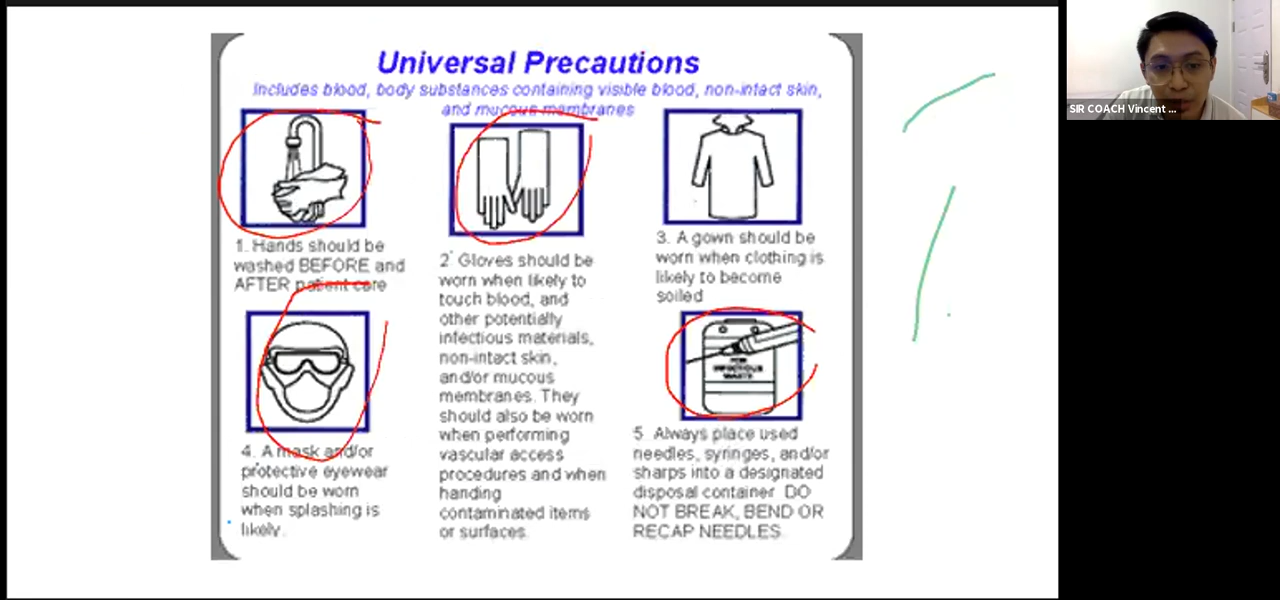 Universal Precautions
Includes blood, body substances containing visible blood, non-intact skin,
and mucous membranes
1. Hands should be
washed BEFORE and
AFTER patient care
2. Gloves should be
worn when likely to
touch blood, and
other potentially
infectious materials,
non-intact skin,
and/or mucous
membranes. They
should also be worn
when performing
vascular access
procedures and when
handing
contaminated items
or surfaces.
3. A gown should be
worn when clothing is
likely to become
soiled
4. A mask and/or
protective eyewear
should be worn
when splashing is
likely.
FOR
INFECTIOUS
WASTE
5. Always place used
needles, syringes, and/or
sharps into a designated
disposal container. DO
NOT BREAK, BEND OR
RECAP NEEDLES.
SIR COACH Vincent ...